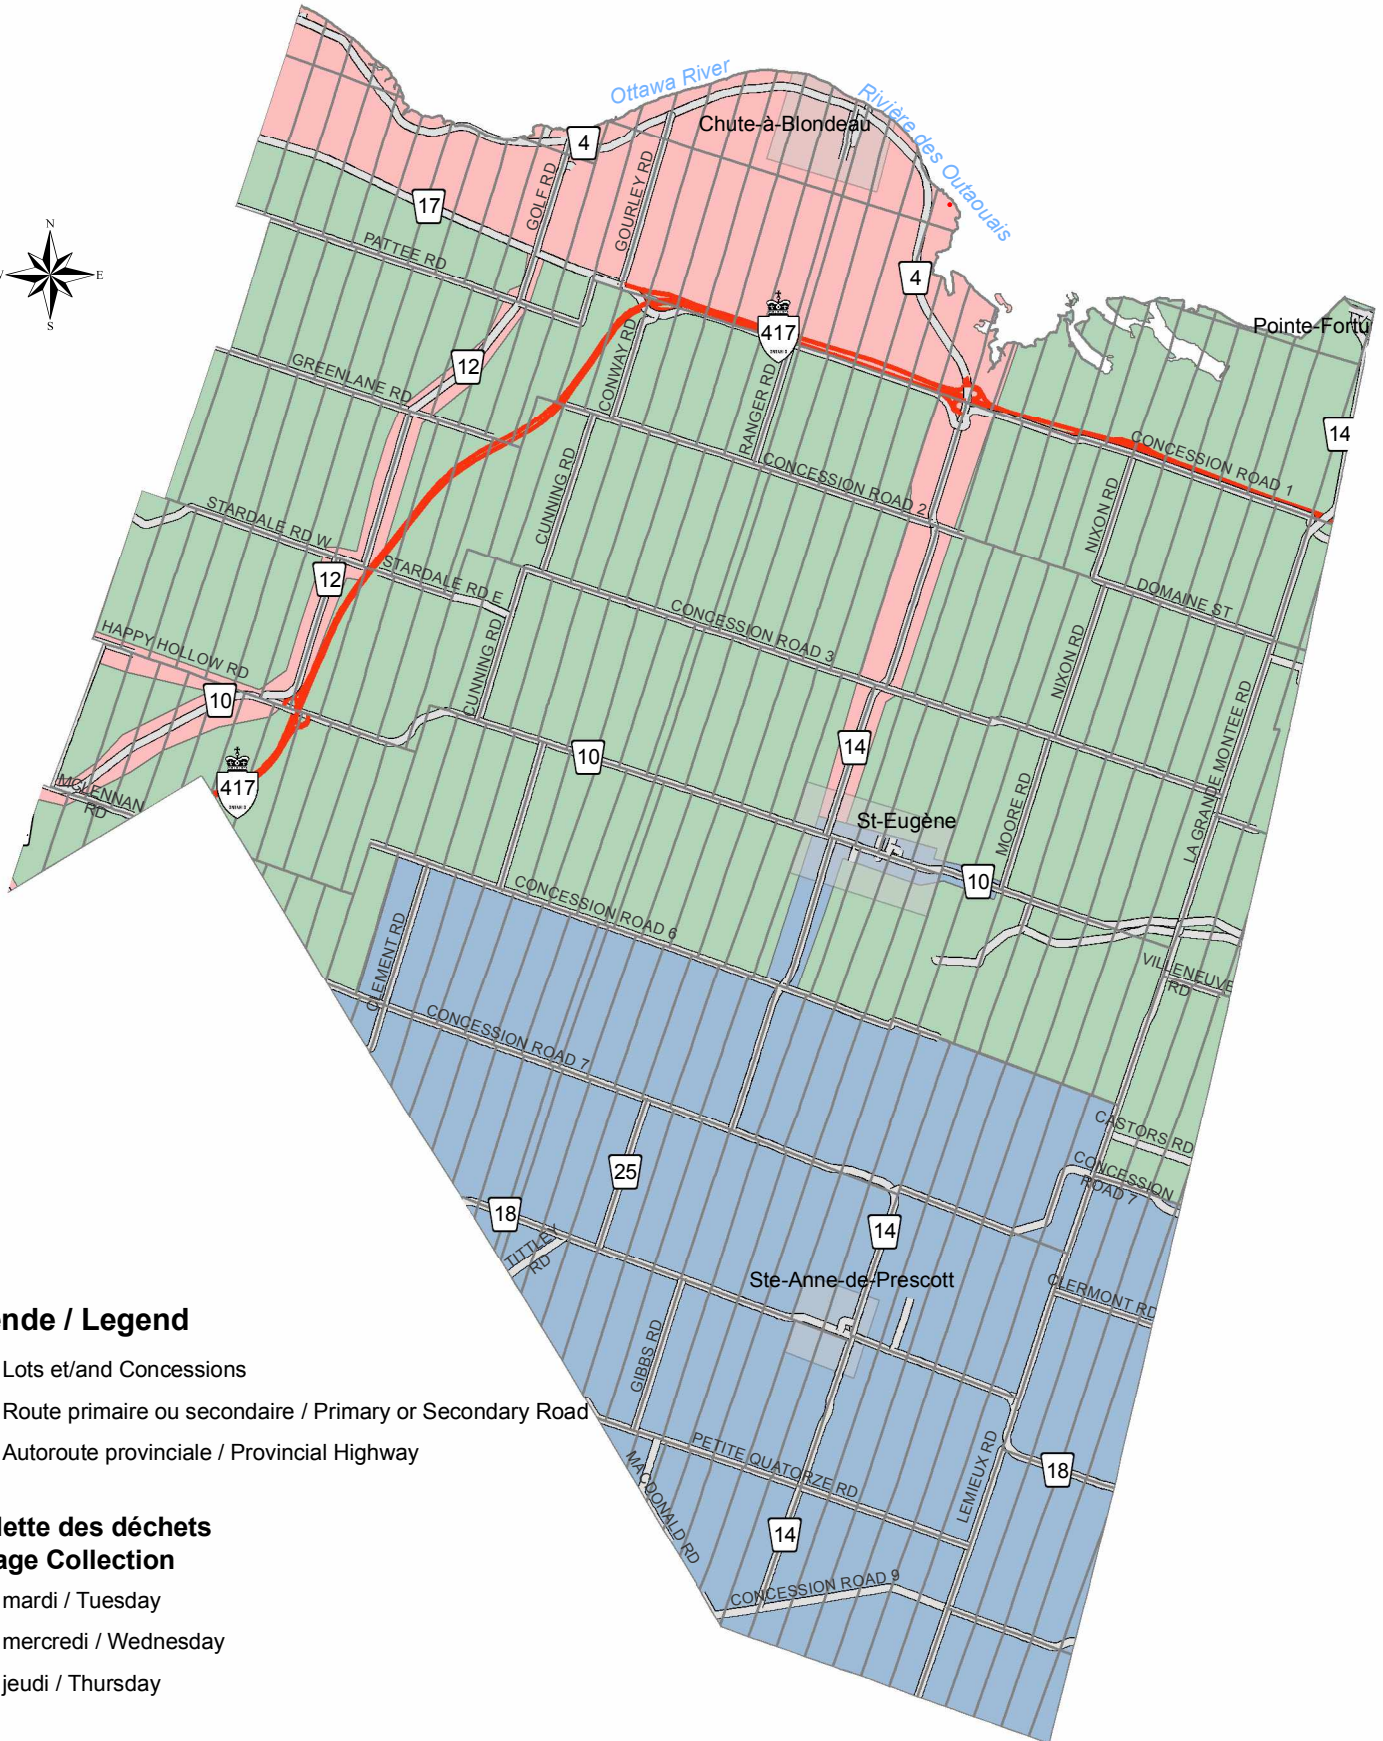 Ottawa River
Rivière des Outaouais
Chute-à-Blondeau
4
GOLF RD
GOURLEY RD
17
PATTEE RD
N
E
S
4
417
Pointe-Fortu
12
GREENLANE RD
CONWAY RD
RANGER RD
14
CONCESSION ROAD 1
CUNNING RD
CONCESSION ROAD 2
NIXON RD
STARDALE RD W
STARDALE RD E
12
DOMAINE ST
CONCESSION ROAD 3
HAPPY HOLLOW RD
CUNNING RD
NIXON RD
10
LA GRANDE MONTEE RD
14
10
417
MCLENNAN
RD
St-Eugène
MOORE RD
10
CONCESSION ROAD 6
CLEMENT RD
VILLENEUVE
RD
CONCESSION ROAD 7
CASTORS RD
CONCESSION
ROAD 7
25
18
TITTLEY
RD
14
Ste-Anne-de-Prescott
CLERMONT RD
GIBBS RD
PETITE QUATORZE RD
LEMIEUX RD
18
MACDONALD RD
14
CONCESSION ROAD 9
nde / Legend
Lots et/and Concessions
Route primaire ou secondaire / Primary or Secondary Road
Autoroute provinciale / Provincial Highway
lette des déchets
age Collection
mardi / Tuesday
mercredi / Wednesday
jeudi / Thursday